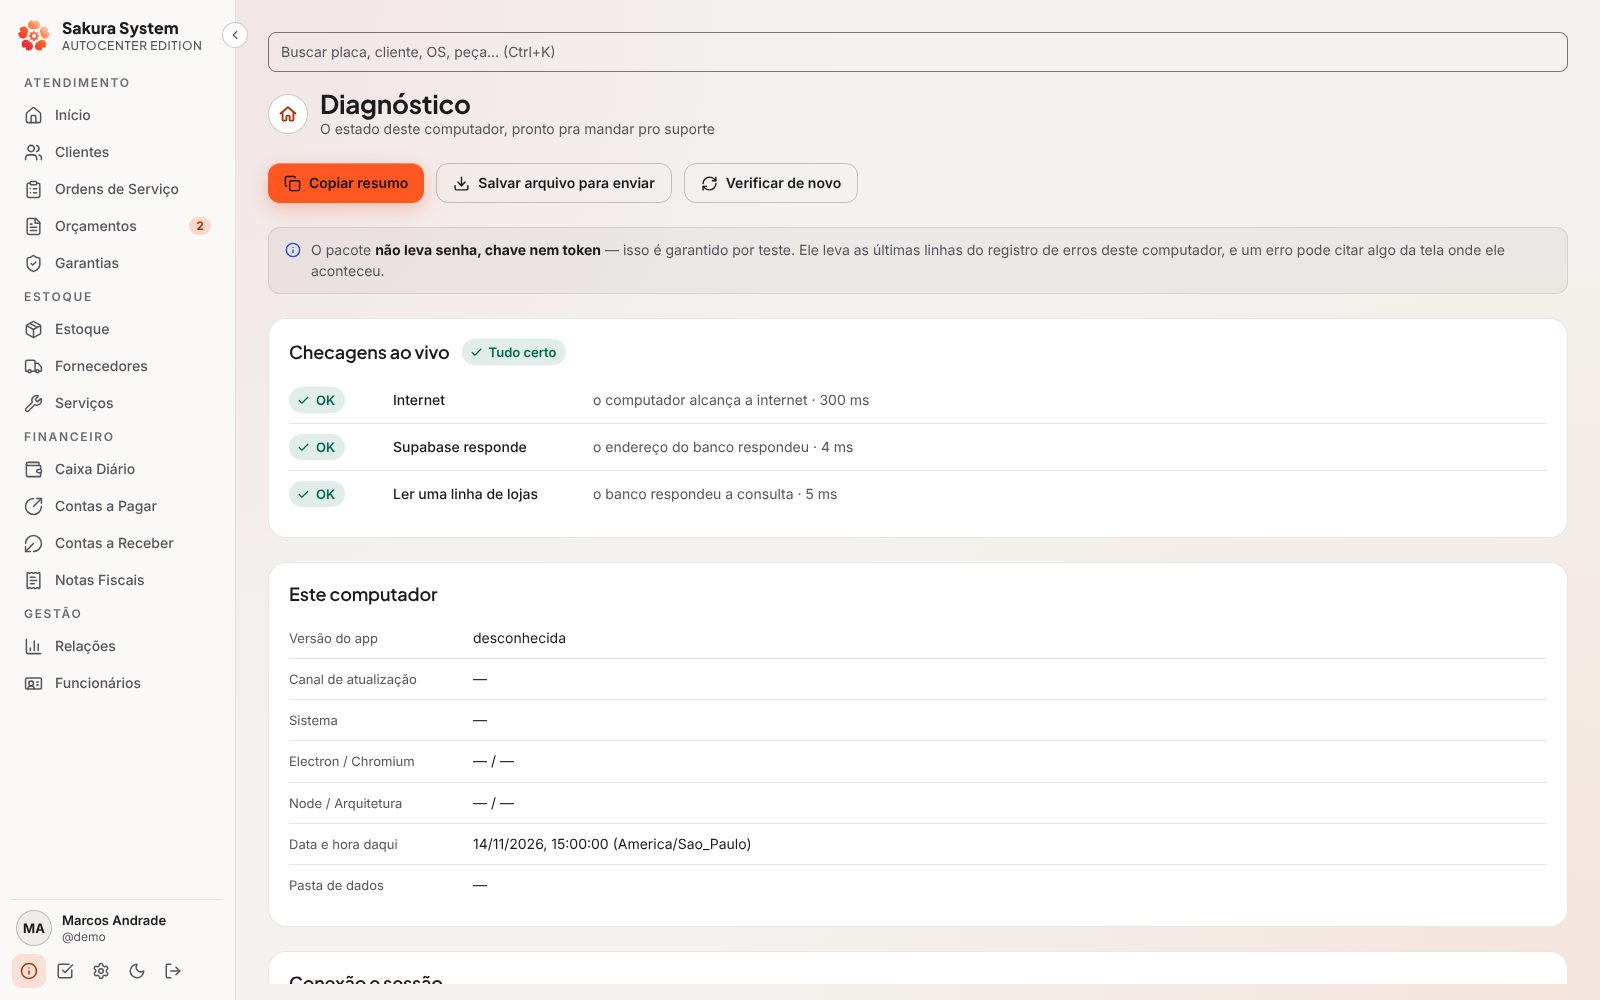 Sakura System
AUTOCENTER EDITION
ATENDIMENTO
Início
Clientes
Ordens de Serviço
Orçamentos 2
Garantias
ESTOQUE
Estoque
Fornecedores
Serviços
FINANCEIRO
Caixa Diário
Contas a Pagar
Contas a Receber
Notas Fiscais
GESTÃO
Relações
Funcionários
MA Marcos Andrade
@demo
Buscar placa, cliente, OS, peça... (Ctrl+K)
Diagnóstico
O estado deste computador, pronto pra mandar pro suporte
Copiar resumo Salvar arquivo para enviar Verificar de novo
O pacote não leva senha, chave nem token — isso é garantido por teste. Ele leva as últimas linhas do registro de erros deste computador, e um erro pode citar algo da tela onde ele
aconteceu.
Checagens ao vivo Tudo certo
OK Internet o computador alcança a internet · 300 ms
OK Supabase responde o endereço do banco respondeu · 4 ms
OK Ler uma linha de lojas o banco respondeu a consulta · 5 ms
Este computador
Versão do app desconhecida
Canal de atualização —
Sistema —
Electron / Chromium — / —
Node / Arquitetura — / —
Data e hora daqui 14/11/2026, 15:00:00 (America/Sao_Paulo)
Pasta de dados —
Conexão e sessão